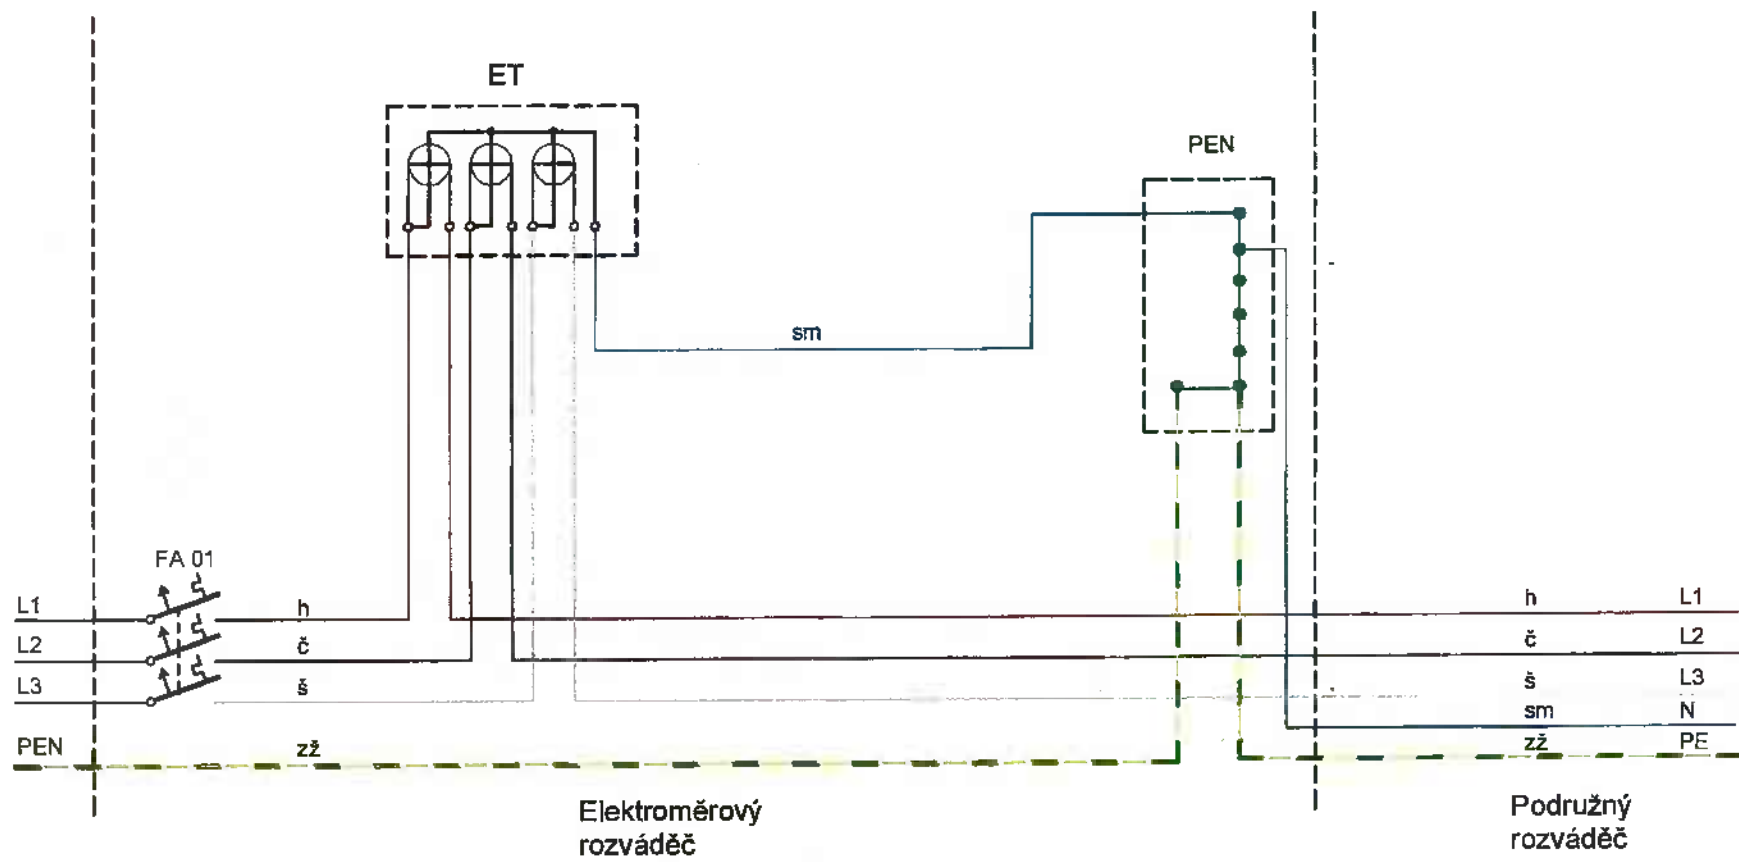 ET
PEN
sm
FA 01
L1
h
h
L1
L2
č
č
L2
L3
š
š
L3
sm
N
PEN
zž
zž
PE
Elektroměrový
rozváděč
Podružný
rozváděč